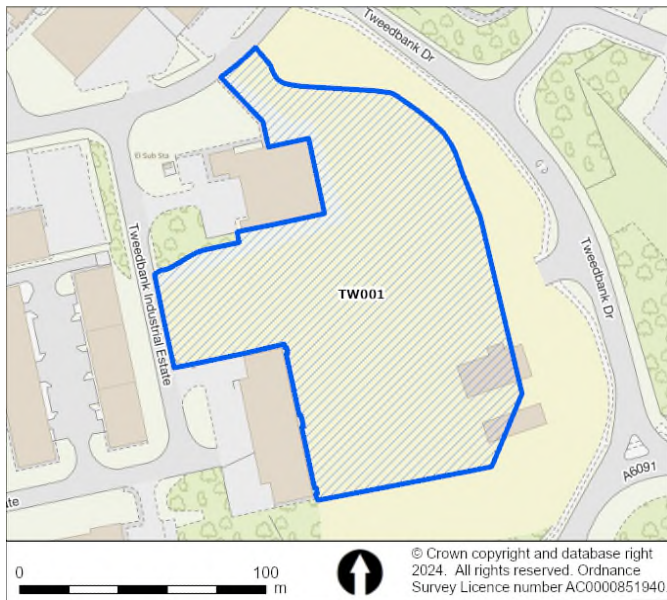 Tweedbank Dr
El Sub Sta
Tweedbank Industrial Estate
TW001
Tweedbank Dr
A6091
ate
0 100
m
© Crown copyright and database right
2024. All rights reserved. Ordnance
Survey Licence number AC0000851940